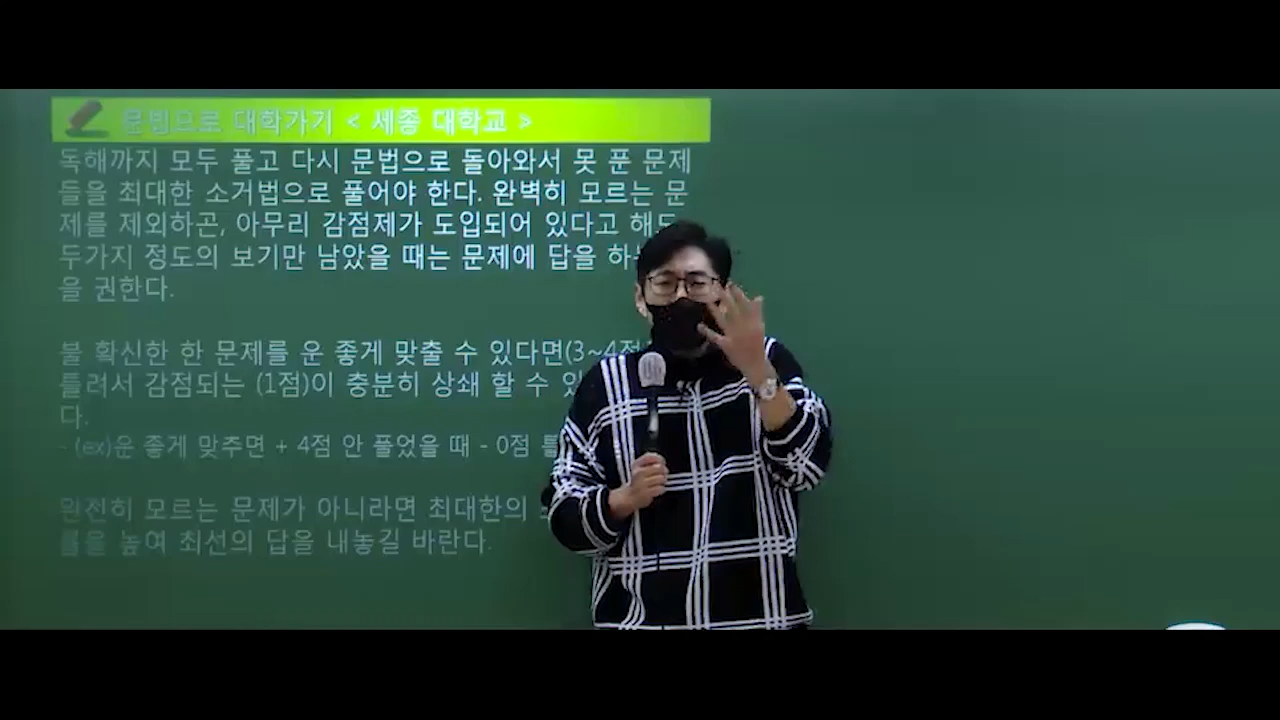 문법으로 대학가기 < 세종 대학교 >
독해까지 모두 풀고 다시 문법으로 돌아와서 못 푼 문제
들을 최대한 소거법으로 풀어야 한다. 완벽히 모르는 문
제를 제외하곤, 아무리 감점제가 도입되어 있다고 해도
두가지 정도의 보기만 남았을 때는 문제에 답을
을 권한다.
불 확신한 한 문제를 운 좋게 맞출 수 있다면(3~4점
틀려서 감점되는 (1점)이 충분히 상쇄 할 수
다.
- (ex)운 좋게 맞추면 + 4점 안 풀었을 때 - 0점
완전히 모르는 문제가 아니라면 최대한의
률을 높여 최선의 답을 내놓길 바란다.